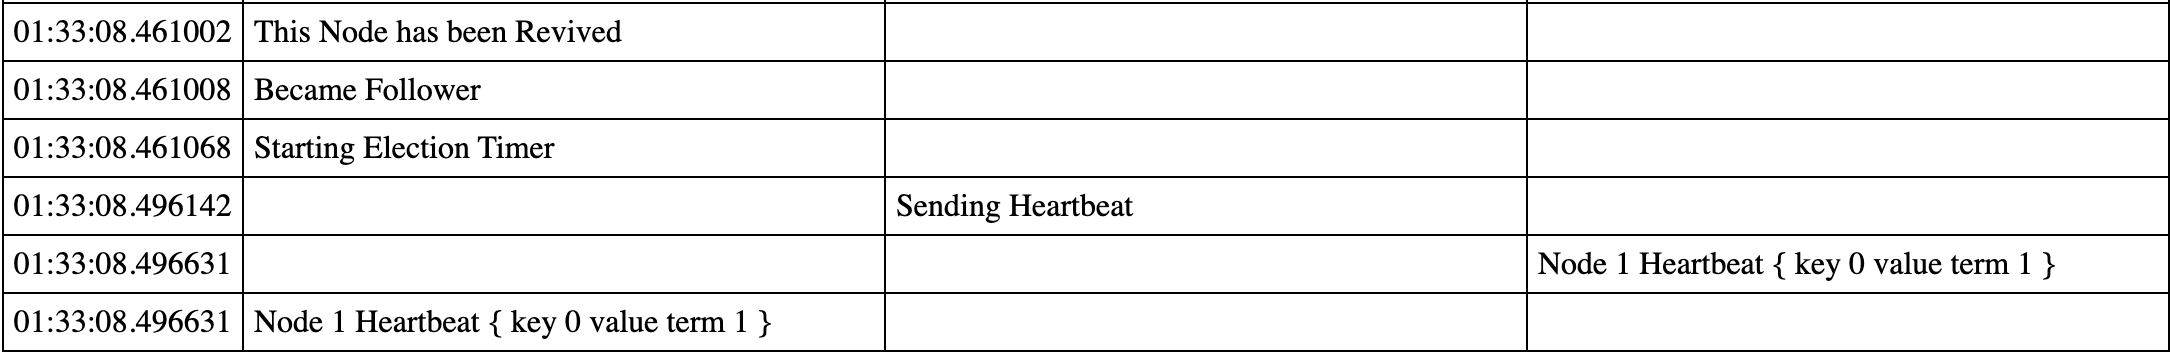 01:33:08.461002 This Node has been Revived
01:33:08.461008 Became Follower
01:33:08.461068 Starting Election Timer
01:33:08.496142 Sending Heartbeat
01:33:08.496631 Node 1 Heartbeat { key 0 value term 1 }
01:33:08.496631 Node 1 Heartbeat { key 0 value term 1 }